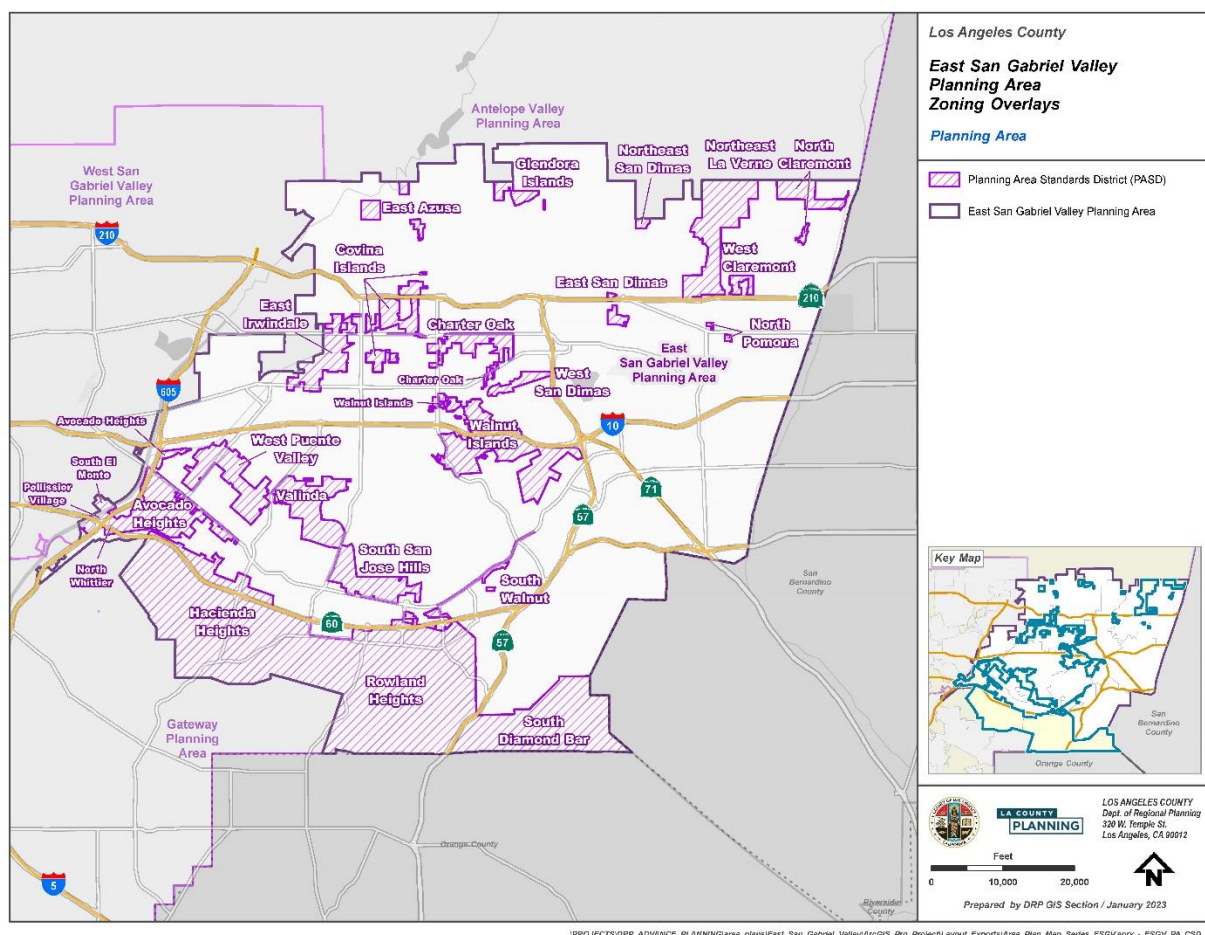 Los Angeles County
East San Gabriel Valley
Planning Area
Zoning Overlays
Planning Area
Planning Area Standards District (PASD)
East San Gabriel Valley Planning Area
Antelope Valley
Planning Area
West San
Gabriel Valley
Planning Area
210
Glendora
Islands
Northeast
San Dimas
Northeast
La Verne
North
Claremont
East Azusa
Covina
Islands
West
Claremont
East San Dimas
210
East
Irwindale
Charter Oak
North
Pomona
East
San Gabriel Valley
Planning Area
Charter Oak
West
San Dimas
605
Walnut Islands
Avocado Heights
West Puente
Valley
Walnut
Islands
10
South El
Monte
Pellissier
Village
Valinda
71
Avocado
Heights
57
South San
Jose Hills
North
Whittier
South
Walnut
San
Bernardino
County
Hacienda
Heights
60
57
Rowland
Heights
South
Diamond Bar
Gateway
Planning
Area
Orange County
5
Riverside
County
Key Map
San
Bernardino
County
Orange County
LA COUNTY
PLANNING
LOS ANGELES COUNTY
Dept. of Regional Planning
320 W. Temple St.
Los Angeles, CA 90012
Feet
0 10,000 20,000
N
Prepared by DRP GIS Section / January 2023